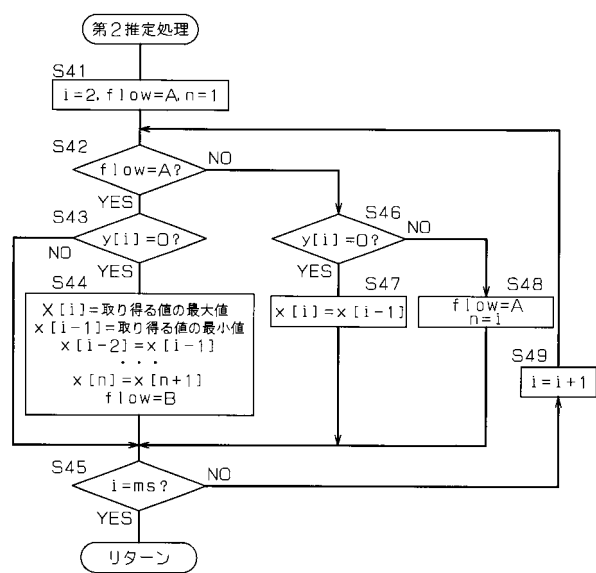 第2推定処理
S41
i=2, flow=A, n=1
S42
flow=A?
NO
YES
S43
y[i]=0?
NO
YES
S46
y[i]=0?
NO
YES
S44
X[i]=取り得る値の最大値
x[i-1]=取り得る値の最小値
x[i-2]=x[i-1]
・・・
x[n]=x[n+1]
flow=B
S47
x[i]=x[i-1]
S48
flow=A
n=i
S49
i=i+1
S45
i=ms?
NO
YES
リターン